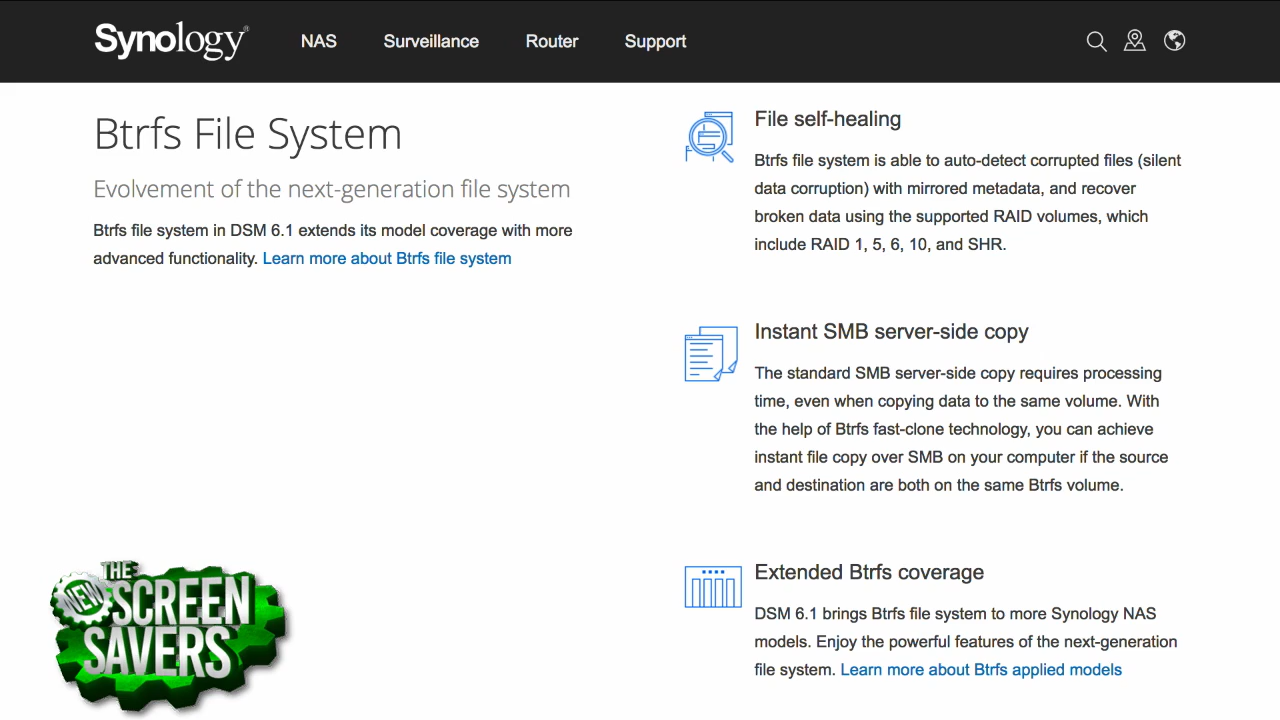 Synology®
NAS
Surveillance
Router
Support
Btrfs File System
Evolvement of the next-generation file system
Btrfs file system in DSM 6.1 extends its model coverage with more
advanced functionality. Learn more about Btrfs file system
File self-healing
Btrfs file system is able to auto-detect corrupted files (silent
data corruption) with mirrored metadata, and recover
broken data using the supported RAID volumes, which
include RAID 1, 5, 6, 10, and SHR.
Instant SMB server-side copy
The standard SMB server-side copy requires processing
time, even when copying data to the same volume. With
the help of Btrfs fast-clone technology, you can achieve
instant file copy over SMB on your computer if the source
and destination are both on the same Btrfs volume.
Extended Btrfs coverage
DSM 6.1 brings Btrfs file system to more Synology NAS
models. Enjoy the powerful features of the next-generation
file system. Learn more about Btrfs applied models
THE
NEW
SCREEN
SAVERS